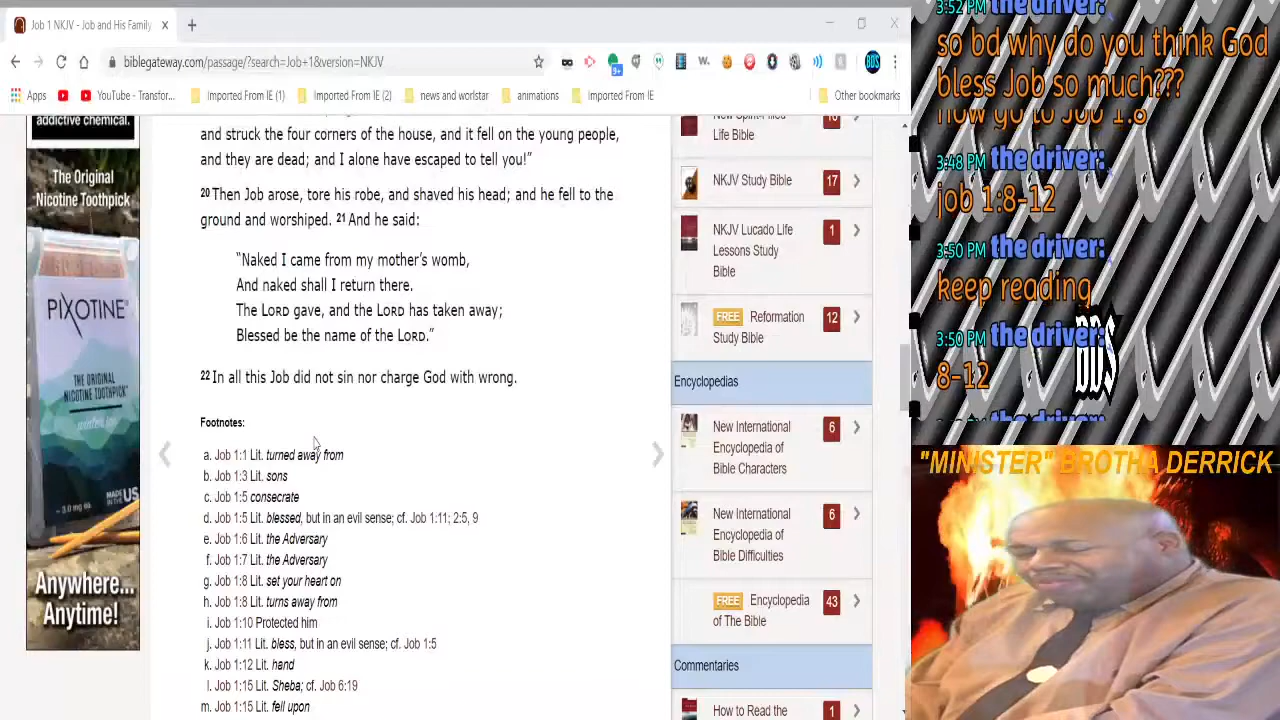 Job 1 NKJV - Job and His Family
biblegateway.com/passage/?search=Job+1&version=NKJV
Apps
YouTube - Transfor...
Imported From IE (1)
Imported From IE (2)
news and worlstar
animations
Imported From IE
Other bookmarks
addictive chemical.
The Original
Nicotine Toothpick
PIXOTINE
THE ORIGINAL
NICOTINE TOOTHPICK
MADE IN THE US
Anywhere...
Anytime!
and struck the four corners of the house, and it fell on the young people,
and they are dead; and I alone have escaped to tell you!”
20 Then Job arose, tore his robe, and shaved his head; and he fell to the
ground and worshiped. 21 And he said:
“Naked I came from my mother’s womb,
And naked shall I return there.
The LORD gave, and the LORD has taken away;
Blessed be the name of the LORD.”
22 In all this Job did not sin nor charge God with wrong.
Footnotes:
a. Job 1:1 Lit. turned away from
b. Job 1:3 Lit. sons
c. Job 1:5 consecrate
d. Job 1:5 Lit. blessed, but in an evil sense; cf. Job 1:11; 2:5, 9
e. Job 1:6 Lit. the Adversary
f. Job 1:7 Lit. the Adversary
g. Job 1:8 Lit. set your heart on
h. Job 1:8 Lit. turns away from
i. Job 1:10 Protected him
j. Job 1:11 Lit. bless, but in an evil sense; cf. Job 1:5
k. Job 1:12 Lit. hand
l. Job 1:15 Lit. Sheba; cf. Job 6:19
m. Job 1:15 Lit. fell upon
New Spirit-Filled
Life Bible
NKJV Study Bible
17
NKJV Lucado Life
Lessons Study
Bible
1
FREE Reformation
Study Bible
12
Encyclopedias
New International
Encyclopedia of
Bible Characters
6
New International
Encyclopedia of
Bible Difficulties
6
FREE Encyclopedia
of The Bible
43
Commentaries
How to Read the
1
3:52 PM the driver:
so bd why do you think God
bless Job so much???
now go to Job 1:8
3:48 PM the driver:
job 1:8-12
3:50 PM the driver:
keep reading
3:50 PM the driver:
8-12
the driver:
BDS
"MINISTER" BROTHA DERRICK